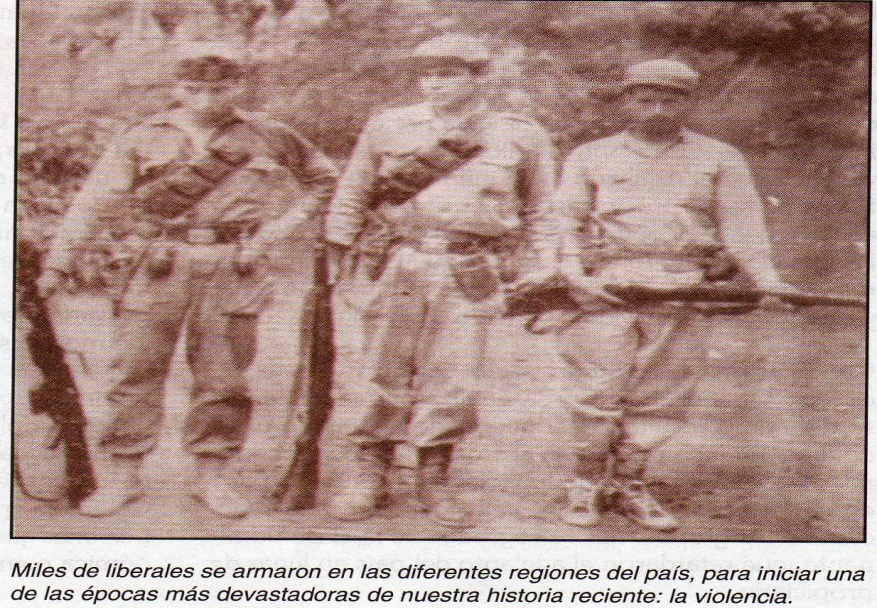 Miles de liberales se armaron en las diferentes regiones del país, para iniciar una
de las épocas más devastadoras de nuestra historia reciente: la violencia.